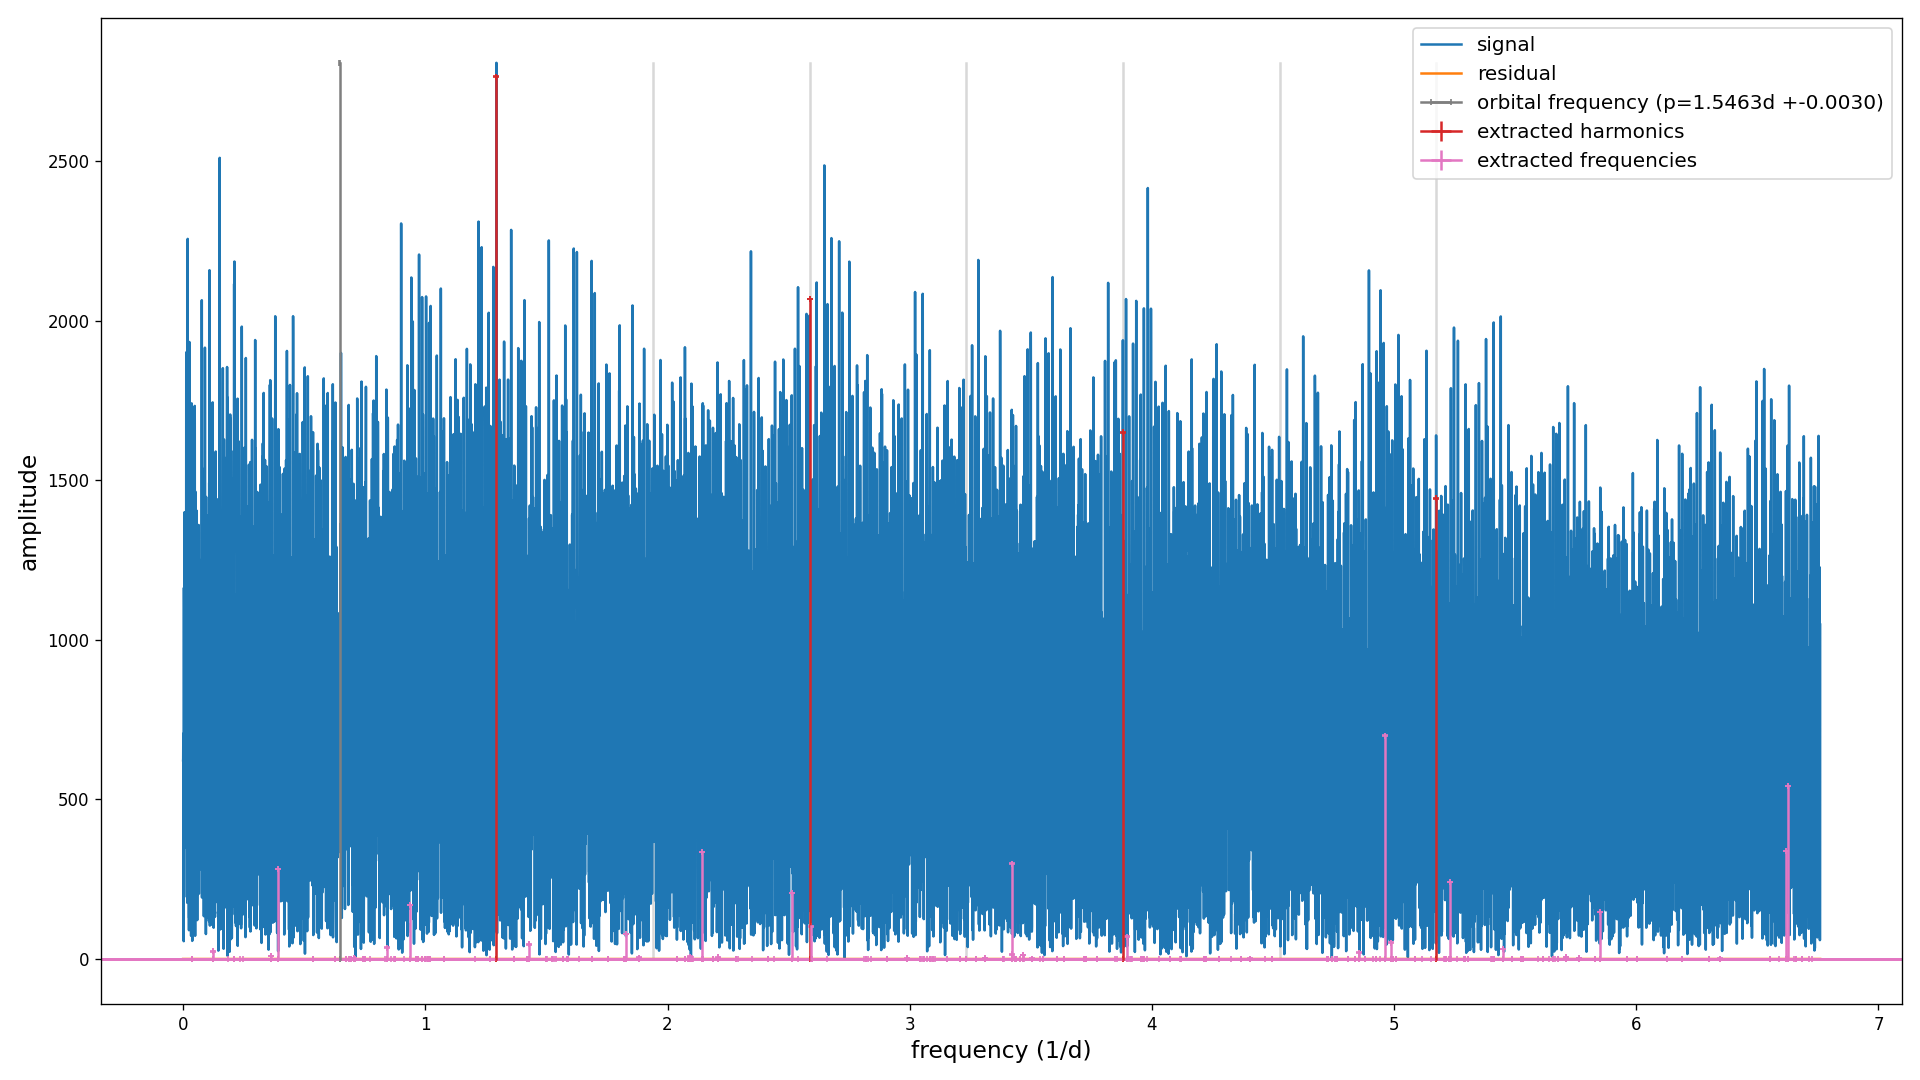 signal
residual
orbital frequency (p=1.5463d +-0.0030)
extracted harmonics
extracted frequencies
2500
2000
1500
1000
500
0
amplitude
0 1 2 3 4 5 6 7
frequency (1/d)